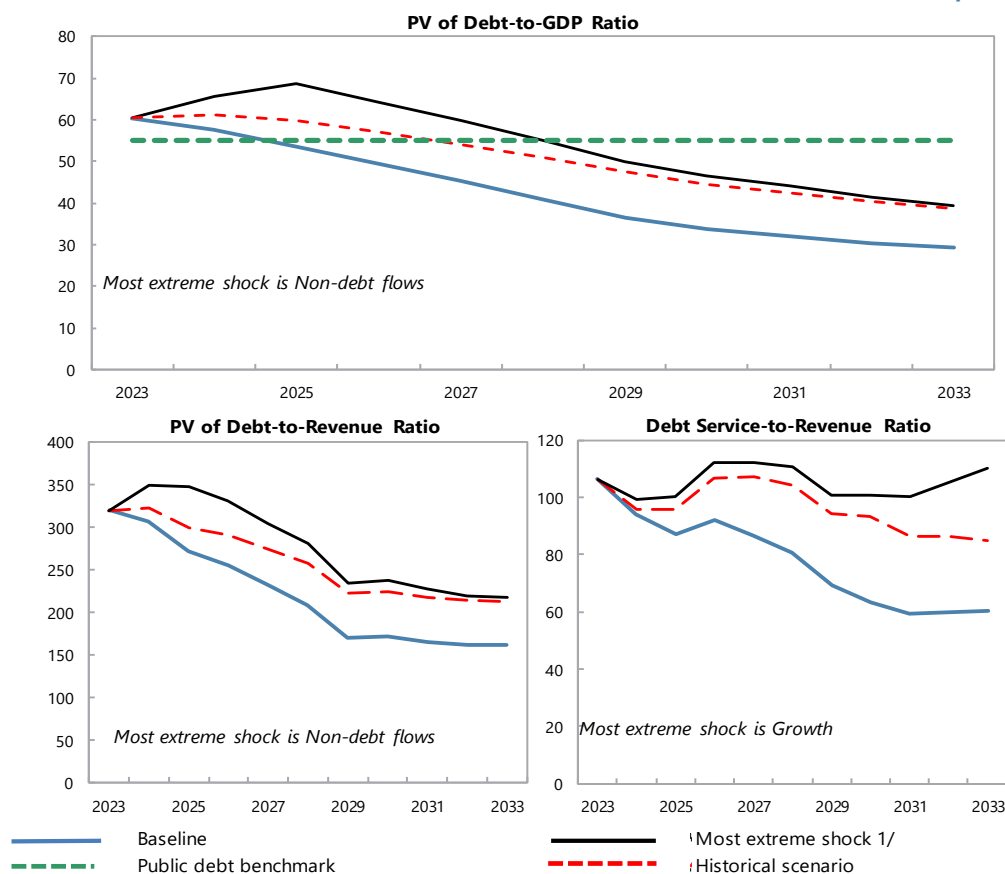 PV of Debt-to-GDP Ratio
80
70
60
50
40
30
20
10
0
Most extreme shock is Non-debt flows
2023 2025 2027 2029 2031 2033
PV of Debt-to-Revenue Ratio
400
350
300
250
200
150
100
50
0
Most extreme shock is Non-debt flows
2023 2025 2027 2029 2031 2033
Debt Service-to-Revenue Ratio
120
100
80
60
40
20
0
Most extreme shock is Growth
2023 2025 2027 2029 2031 2033
Baseline
Most extreme shock 1/
Public debt benchmark
Historical scenario